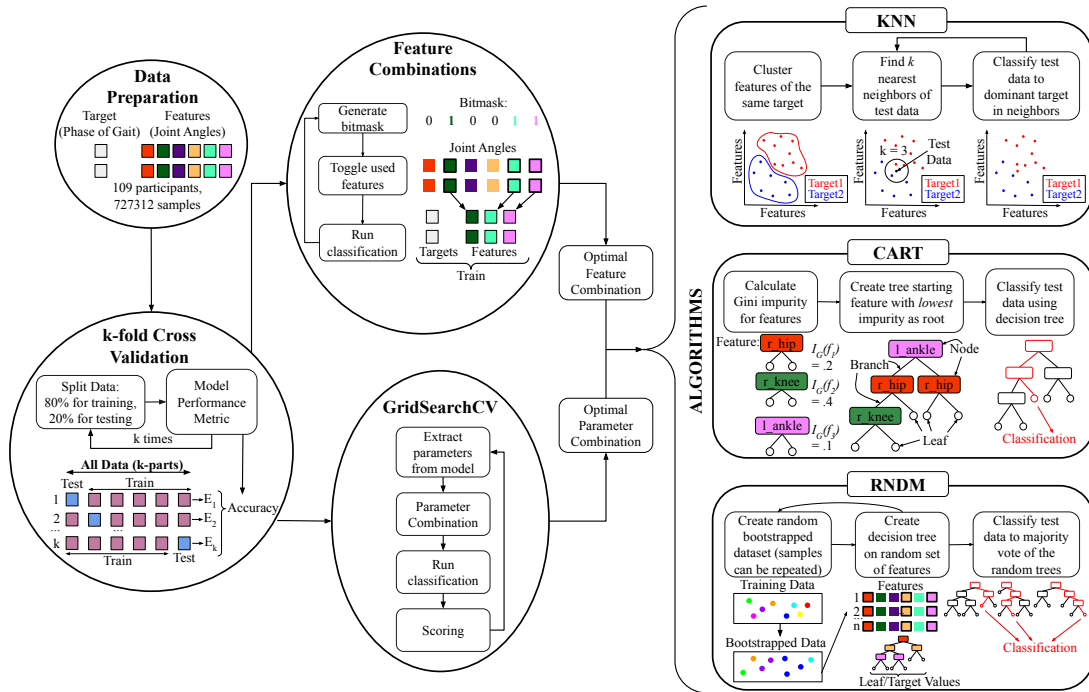 Data
Preparation
Target
(Phase of Gait)
Features
(Joint Angles)
109 participants,
727312 samples
k-fold Cross
Validation
Split Data:
80% for training,
20% for testing
Model
Performance
Metric
k times
All Data (k-parts)
Test
Train
1
E1
2
E2
...
...
k
Ek
Accuracy
Train
Test
Feature
Combinations
Generate
bitmask
Toggle used
features
Run
classification
Bitmask:
0 1 0 0 1 1
Joint Angles
Targets
Features
Train
GridSearchCV
Extract
parameters
from model
Parameter
Combination
Run
classification
Scoring
Optimal
Feature
Combination
Optimal
Parameter
Combination
ALGORITHMS
KNN
Cluster
features of the
same target
Find k
nearest
neighbors of
test data
Classify test
data to
dominant target
in neighbors
Features
Target1
Target2
Features
Features
k = 3
Test
Data
Target1
Target2
Features
Features
Target1
Target2
Features
CART
Calculate
Gini impurity
for features
Create tree starting
feature with lowest
impurity as root
Classify test
data using
decision tree
Feature:
r_hip
IG(f1)
= .2
r_knee
IG(f2)
= .4
l_ankle
IG(f3)
= .1
l_ankle
Node
Branch
r_hip
r_hip
r_knee
Leaf
Classification
RNDM
Create random
bootstrapped
dataset (samples
can be repeated)
Create
decision tree
on random set
of features
Classify test
data to majority
vote of the
random trees
Training Data
Bootstrapped Data
Features
1
2
...
n
Leaf/Target Values
Classification